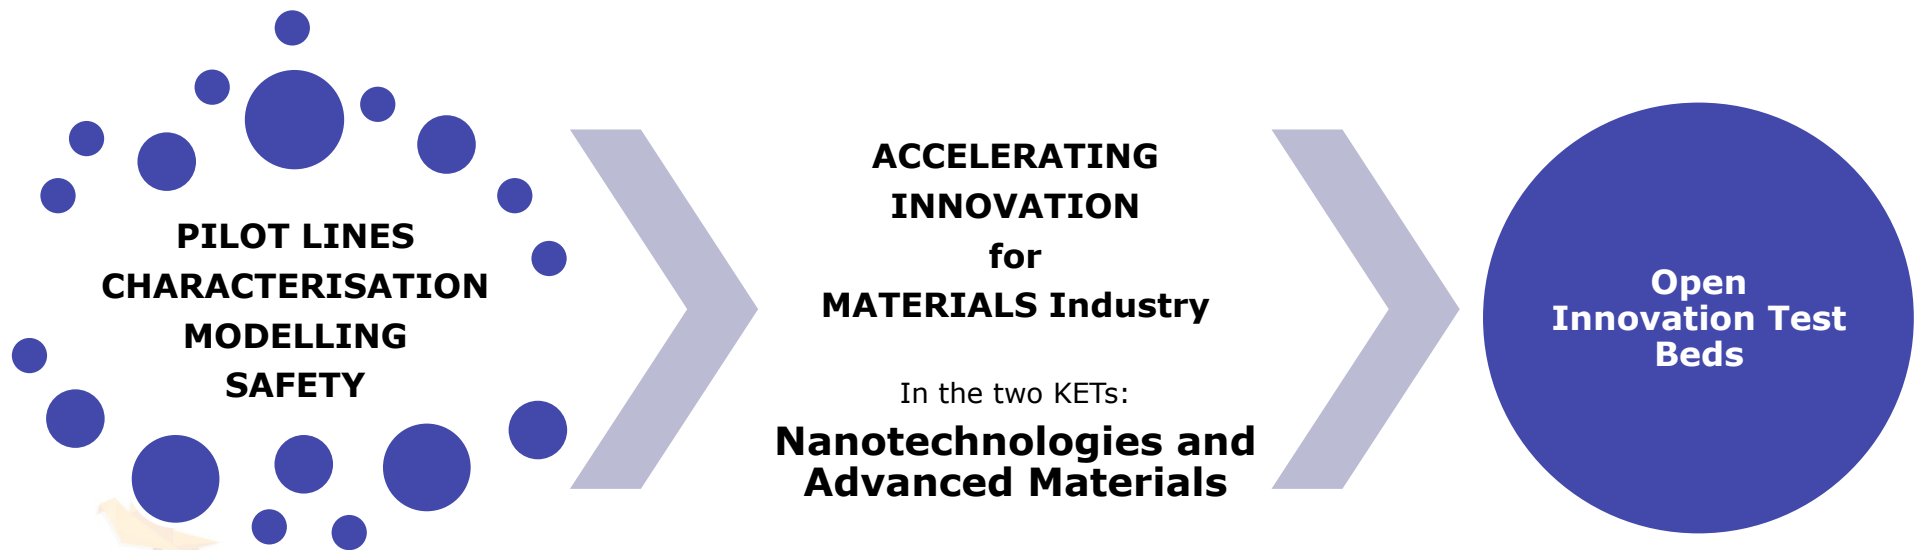 PILOT LINES
CHARACTERISATION
MODELLING
SAFETY
ACCELERATING
INNOVATION
for
MATERIALS Industry
In the two KETs:
Nanotechnologies and
Advanced Materials
Open
Innovation Test
Beds